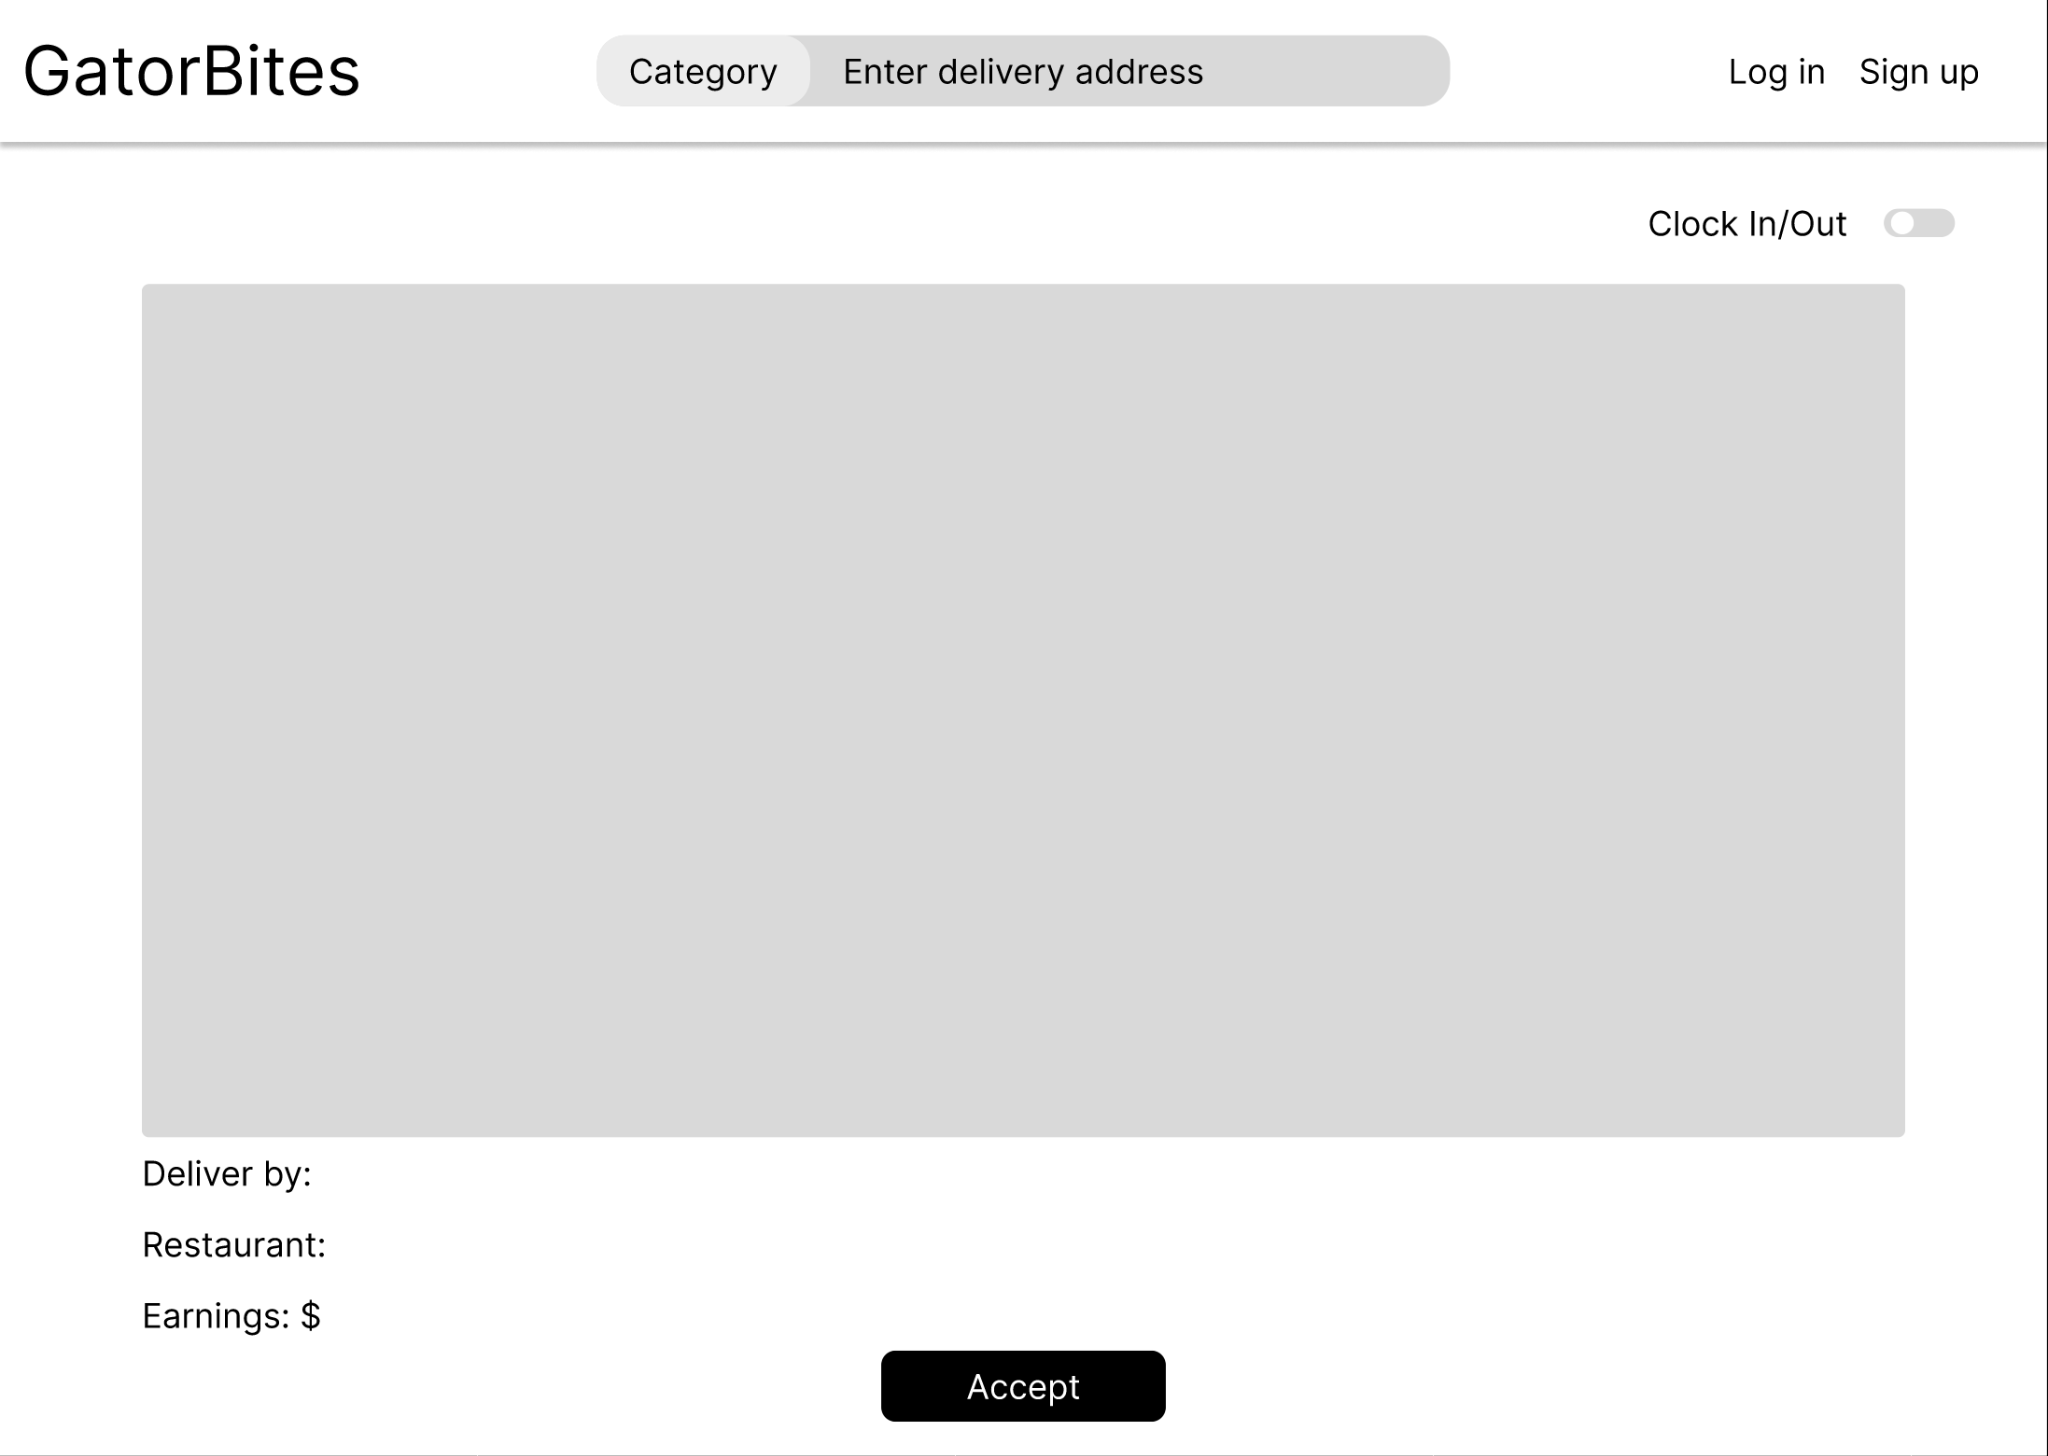 GatorBites
Category
Enter delivery address
Log in
Sign up
Clock In/Out
Deliver by:
Restaurant:
Earnings: $
Accept